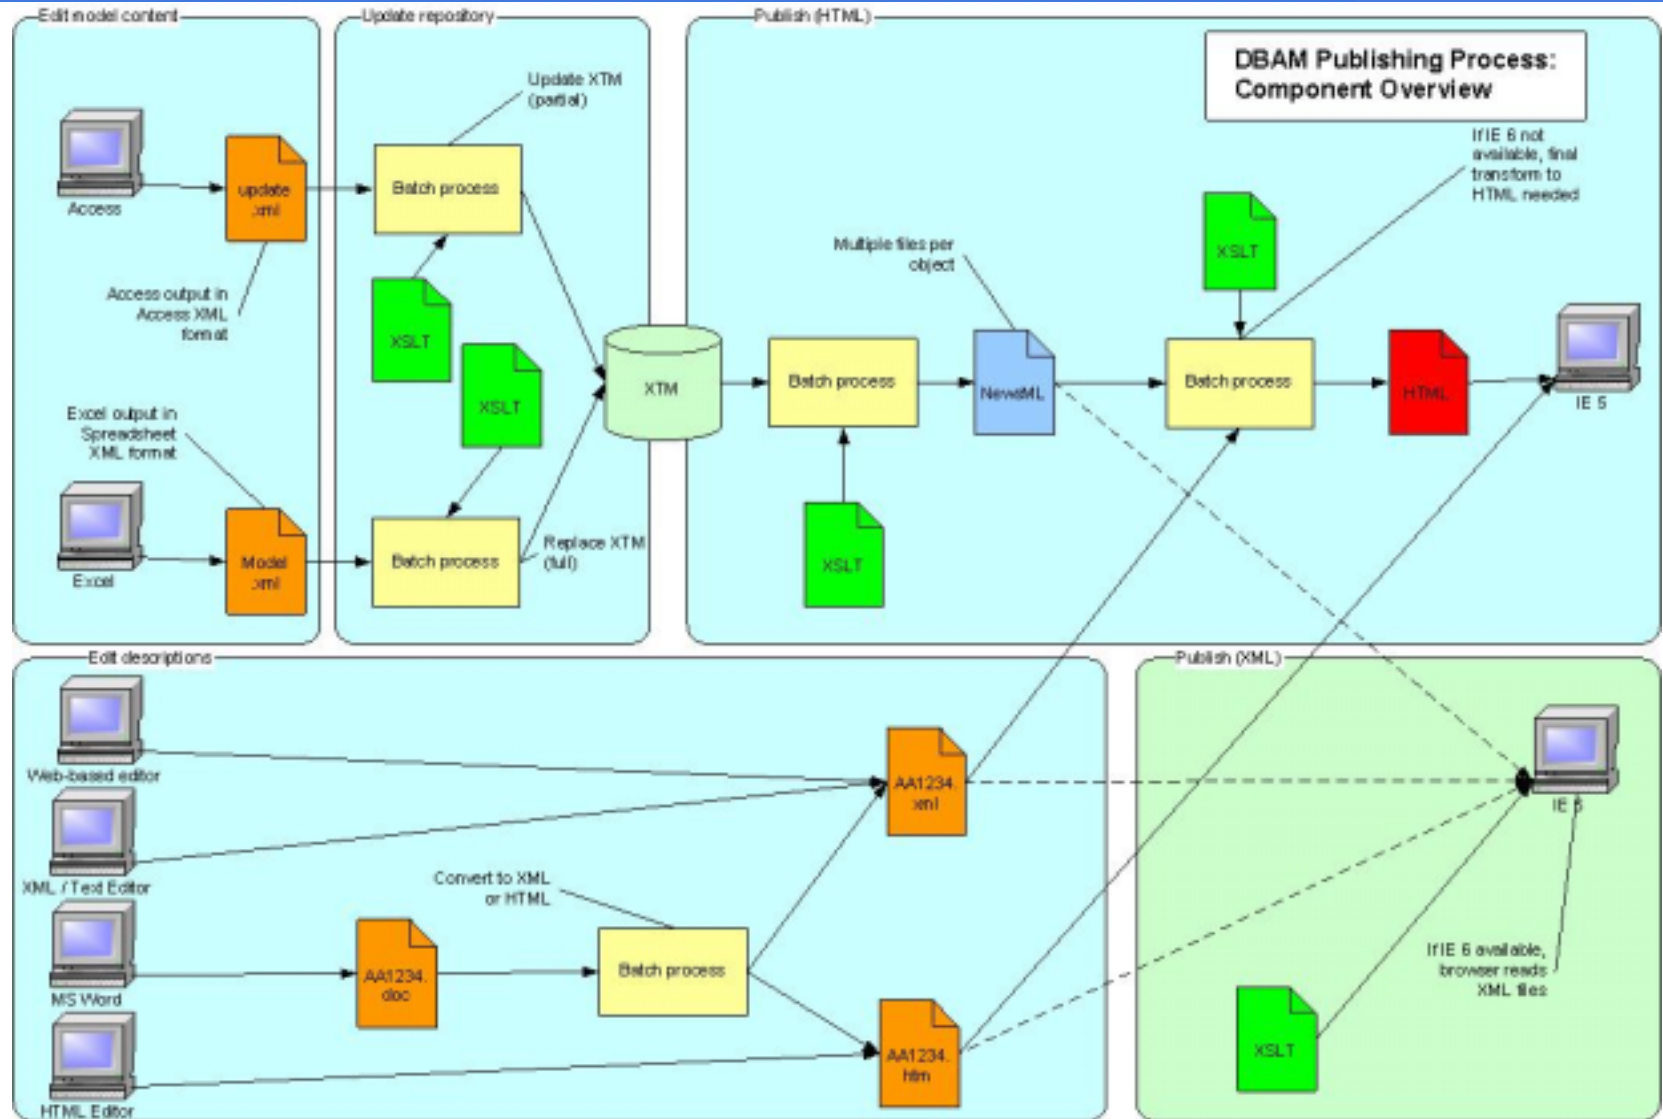 Edit model content
Update repository
Publish (HTML)
DBAM Publishing Process:
Component Overview
Update XTM
(partial)
If IE 6 not
available, final
transform to
HTML needed
Access
update
.xml
Batch process
Access output in
Access XML
format
XSLT
XSLT
XTM
Multiple files per
object
XSLT
Batch process
NewsML
Batch process
HTML
IE 5
Excel output in
Spreadsheet
XML format
Excel
Model
.xml
Batch process
Replace XTM
(full)
XSLT
Edit descriptions
Publish (XML)
Web-based editor
XML / Text Editor
MS Word
HTML Editor
AA1234.
xml
Convert to XML
or HTML
AA1234.
doc
Batch process
AA1234.
htm
IE 6
If IE 6 available,
browser reads
XML files
XSLT